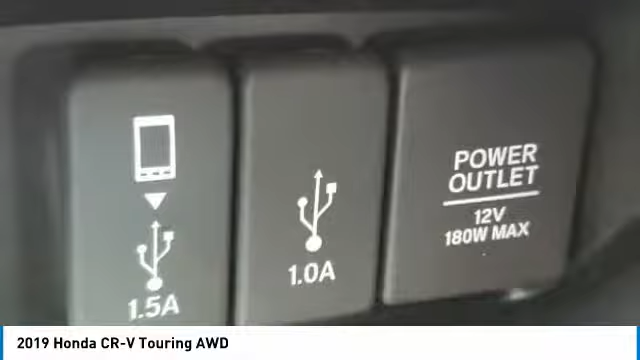 1.5A
1.0A
POWER
OUTLET
12V
180W MAX
2019 Honda CR-V Touring AWD